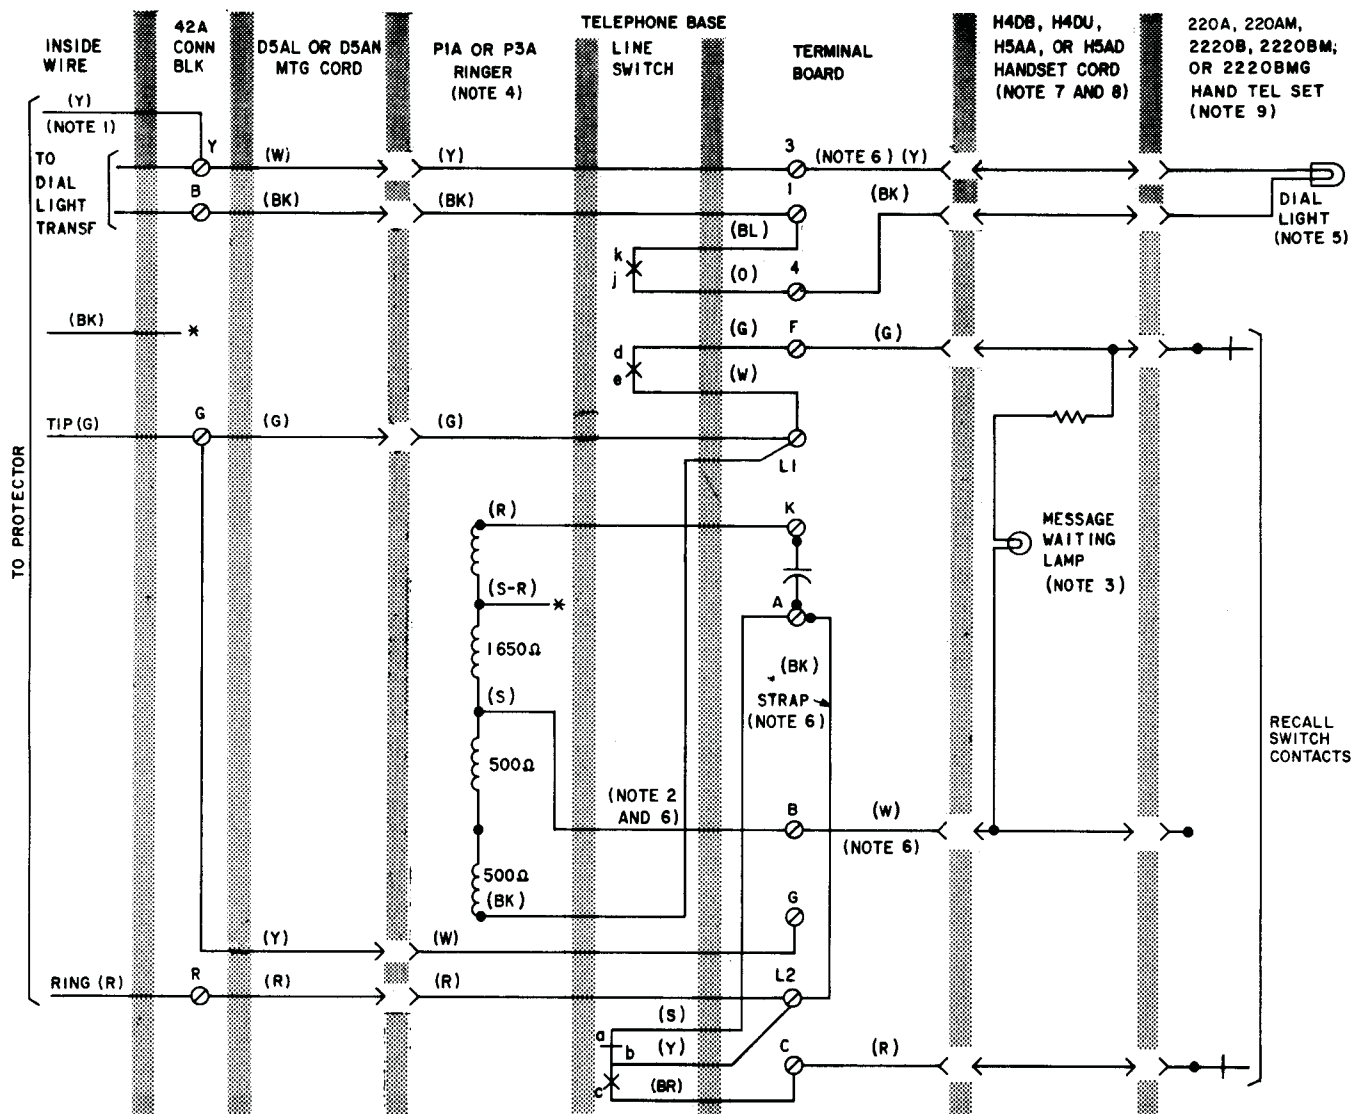 TELEPHONE BASE
INSIDE
WIRE
42A
CONN
BLK
D5AL OR D5AN
MTG CORD
P1A OR P3A
RINGER
(NOTE 4)
LINE
SWITCH
TERMINAL
BOARD
H4DB, H4DU,
H5AA, OR H5AD
HANDSET CORD
(NOTE 7 AND 8)
220A, 220AM,
2220B, 2220BM;
OR 2220BMG
HAND TEL SET
(NOTE 9)
(Y)
(NOTE 1)
Y
TO
DIAL
LIGHT
TRANSF
(W)
(Y)
3
(NOTE 6) (Y)
B
(BK)
(BK)
1
(BK)
DIAL
LIGHT
(NOTE 5)
(BL)
k
j
(O)
4
(BK)
*
d
e
(G)
F
(G)
(W)
TIP (G)
G
(G)
(G)
L1
TO PROTECTOR
(R)
K
MESSAGE
WAITING
LAMP
(NOTE 3)
(S-R)
*
A
1650Ω
(BK)
STRAP
(NOTE 6)
(S)
RECALL
SWITCH
CONTACTS
500Ω
(NOTE 2
AND 6)
B
(W)
(NOTE 6)
500Ω
(BK)
G
(Y)
(W)
RING (R)
R
(R)
(R)
L2
(S)
a
b
(Y)
C
(R)
c
(BR)